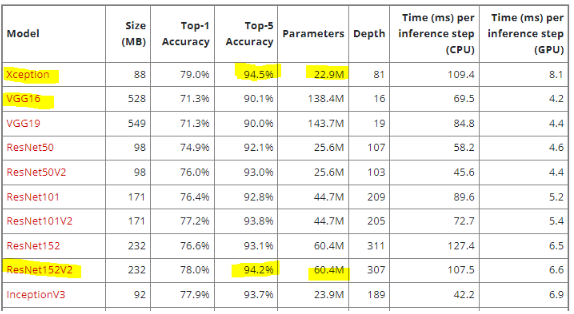 Model Size (MB) Top-1 Accuracy Top-5 Accuracy Parameters Depth Time (ms) per inference step (CPU) Time (ms) per inference step (GPU)
Xception 88 79.0% 94.5% 22.9M 81 109.4 8.1
VGG16 528 71.3% 90.1% 138.4M 16 69.5 4.2
VGG19 549 71.3% 90.0% 143.7M 19 84.8 4.4
ResNet50 98 74.9% 92.1% 25.6M 107 58.2 4.6
ResNet50V2 98 76.0% 93.0% 25.6M 103 45.6 4.4
ResNet101 171 76.4% 92.8% 44.7M 209 89.6 5.2
ResNet101V2 171 77.2% 93.8% 44.7M 205 72.7 5.4
ResNet152 232 76.6% 93.1% 60.4M 311 127.4 6.5
ResNet152V2 232 78.0% 94.2% 60.4M 307 107.5 6.6
InceptionV3 92 77.9% 93.7% 23.9M 189 42.2 6.9